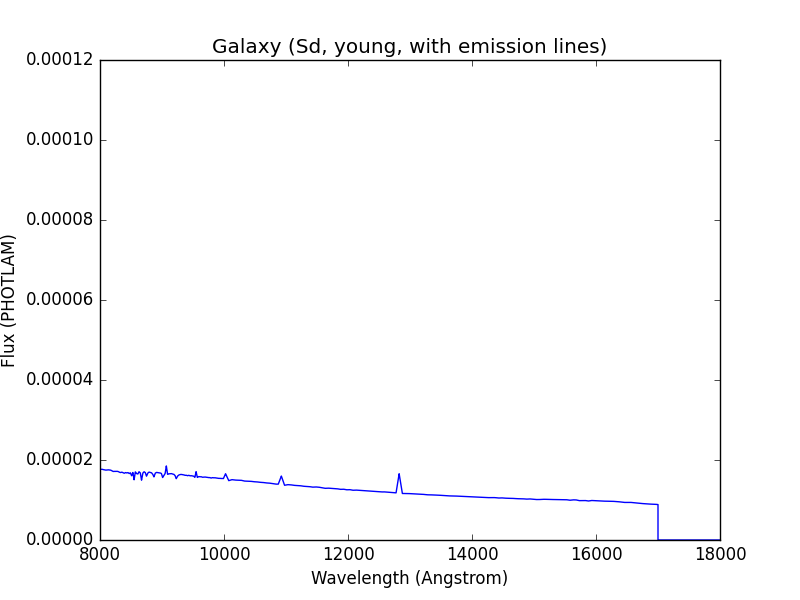 Galaxy (Sd, young, with emission lines)
0.00012
0.00010
0.00008
0.00006
0.00004
0.00002
0.00000
Flux (PHOTLAM)
8000 10000 12000 14000 16000 18000
Wavelength (Angstrom)